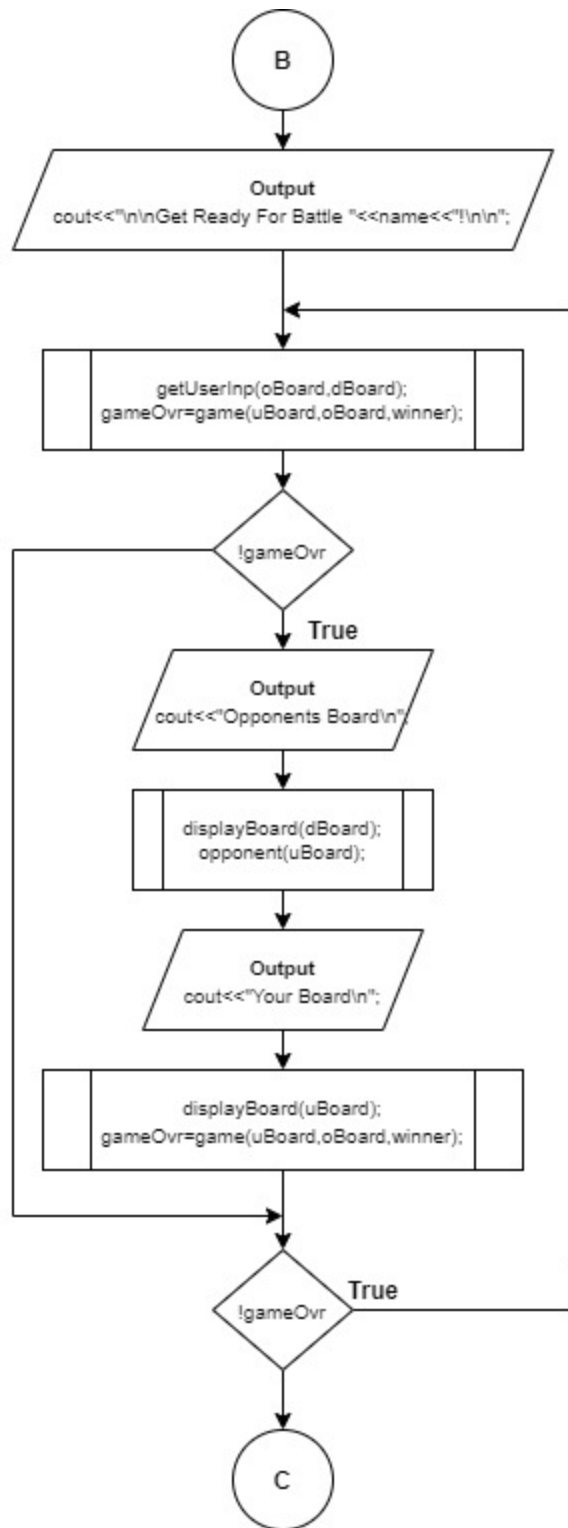 B
Output
cout<<"\n\nGet Ready For Battle "<<name<<"!\n\n";
getUserInp(oBoard,dBoard);
gameOvr=game(uBoard,oBoard,winner);
!gameOvr
True
Output
cout<<"Opponents Board\n";
displayBoard(dBoard);
opponent(uBoard);
Output
cout<<"Your Board\n";
displayBoard(uBoard);
gameOvr=game(uBoard,oBoard,winner);
!gameOvr
True
C